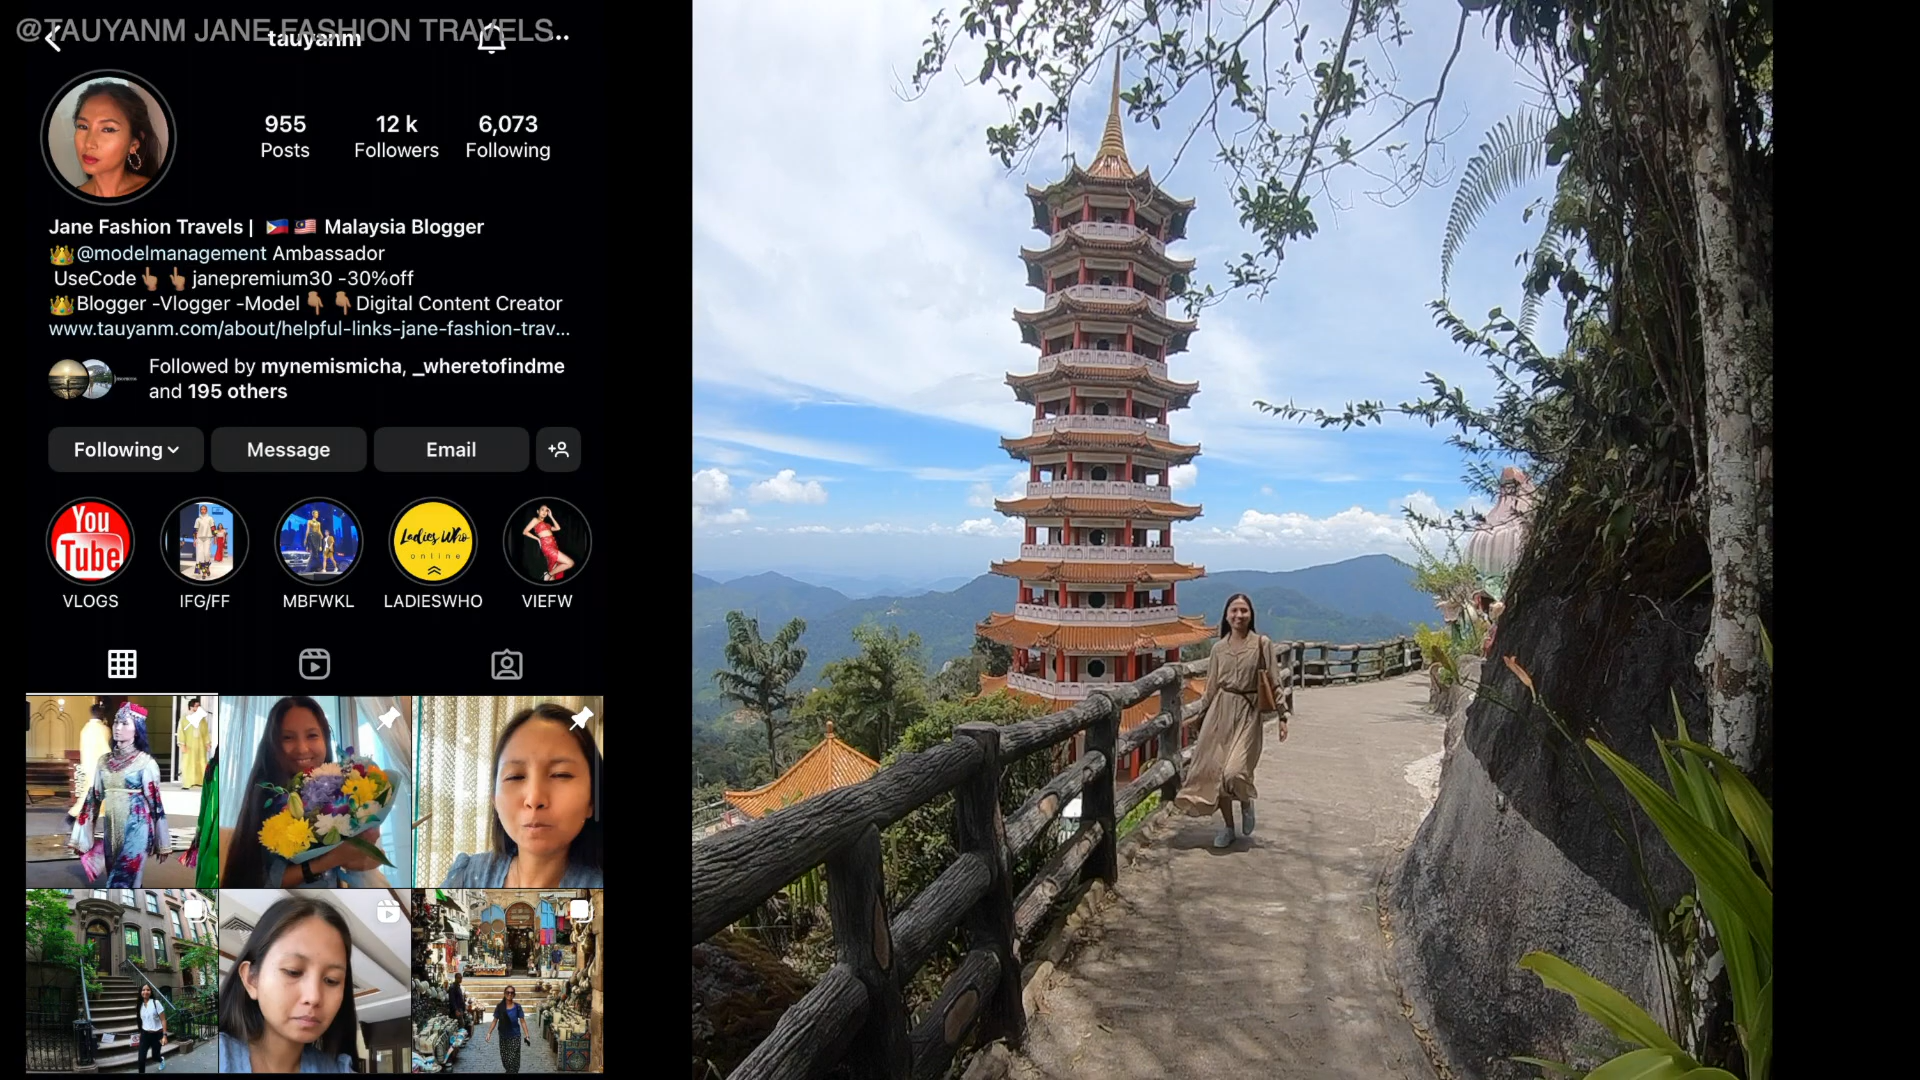 @TAUYANM JANE FASHION TRAVELS
tauyanm
955
Posts
12 k
Followers
6,073
Following
Jane Fashion Travels | 🇵🇭 🇲🇾 Malaysia Blogger
👑@modelmanagement Ambassador
UseCode👆🏽 👆🏽 janepremium30 -30%off
👑Blogger -Vlogger -Model👇🏽 👇🏽Digital Content Creator
www.tauyanm.com/about/helpful-links-jane-fashion-trav...
Followed by mynemismicha, _wheretofindme
and 195 others
Following
Message
Email
You
Tube
Ladies Who
online
VLOGS
IFG/FF
MBFWKL
LADIESWHO
VIEFW